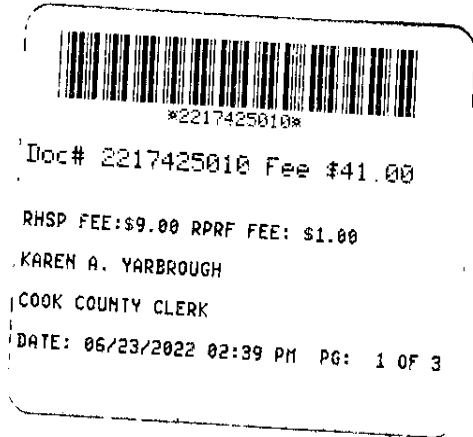 *2217425010*
Doc# 2217425010 Fee $41.00
RHSP FEE:$9.00 RPRF FEE: $1.00
KAREN A. YARBROUGH
COOK COUNTY CLERK
DATE: 06/23/2022 02:39 PM PG: 1 OF 3